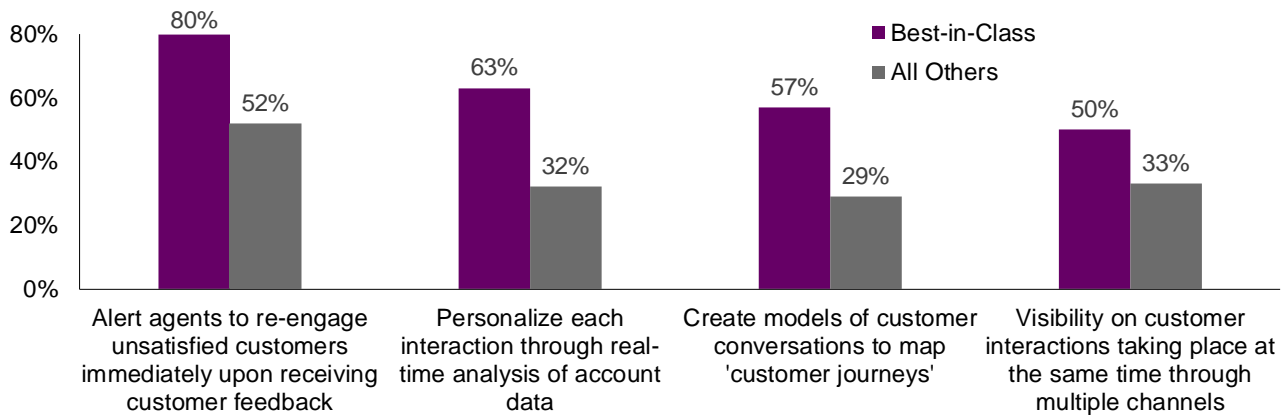 80%
60%
40%
20%
0%
80%
52%
63%
32%
57%
29%
50%
33%
Best-in-Class
All Others
Alert agents to re-engage
unsatisfied customers
immediately upon receiving
customer feedback
Personalize each
interaction through real-
time analysis of account
data
Create models of customer
conversations to map
'customer journeys'
Visibility on customer
interactions taking place at
the same time through
multiple channels